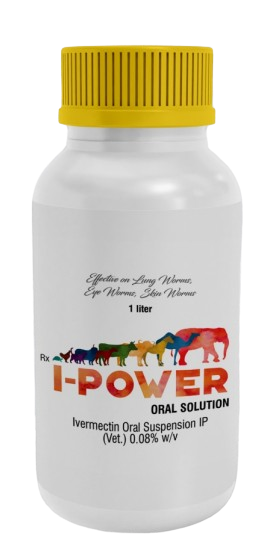 Effective on Lung Worms,
Eye Worms, Skin Worms
1 liter
Rx
I-POWER
ORAL SOLUTION
Ivermectin Oral Suspension IP
(Vet.) 0.08% w/v